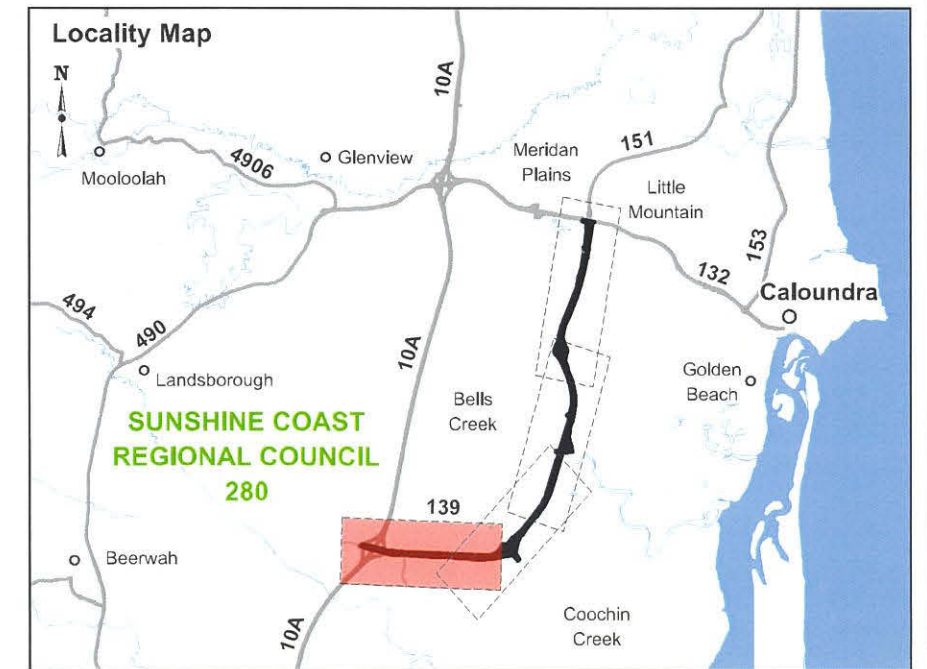 Locality Map
N
10A
151
Meridan
Plains
Glenview
4906
Mooloolah
Little
Mountain
153
132
Caloundra
494
490
10A
Golden
Beach
Landsborough
Bells
Creek
SUNSHINE COAST
REGIONAL COUNCIL
280
139
Beerwah
Coochin
Creek
10A